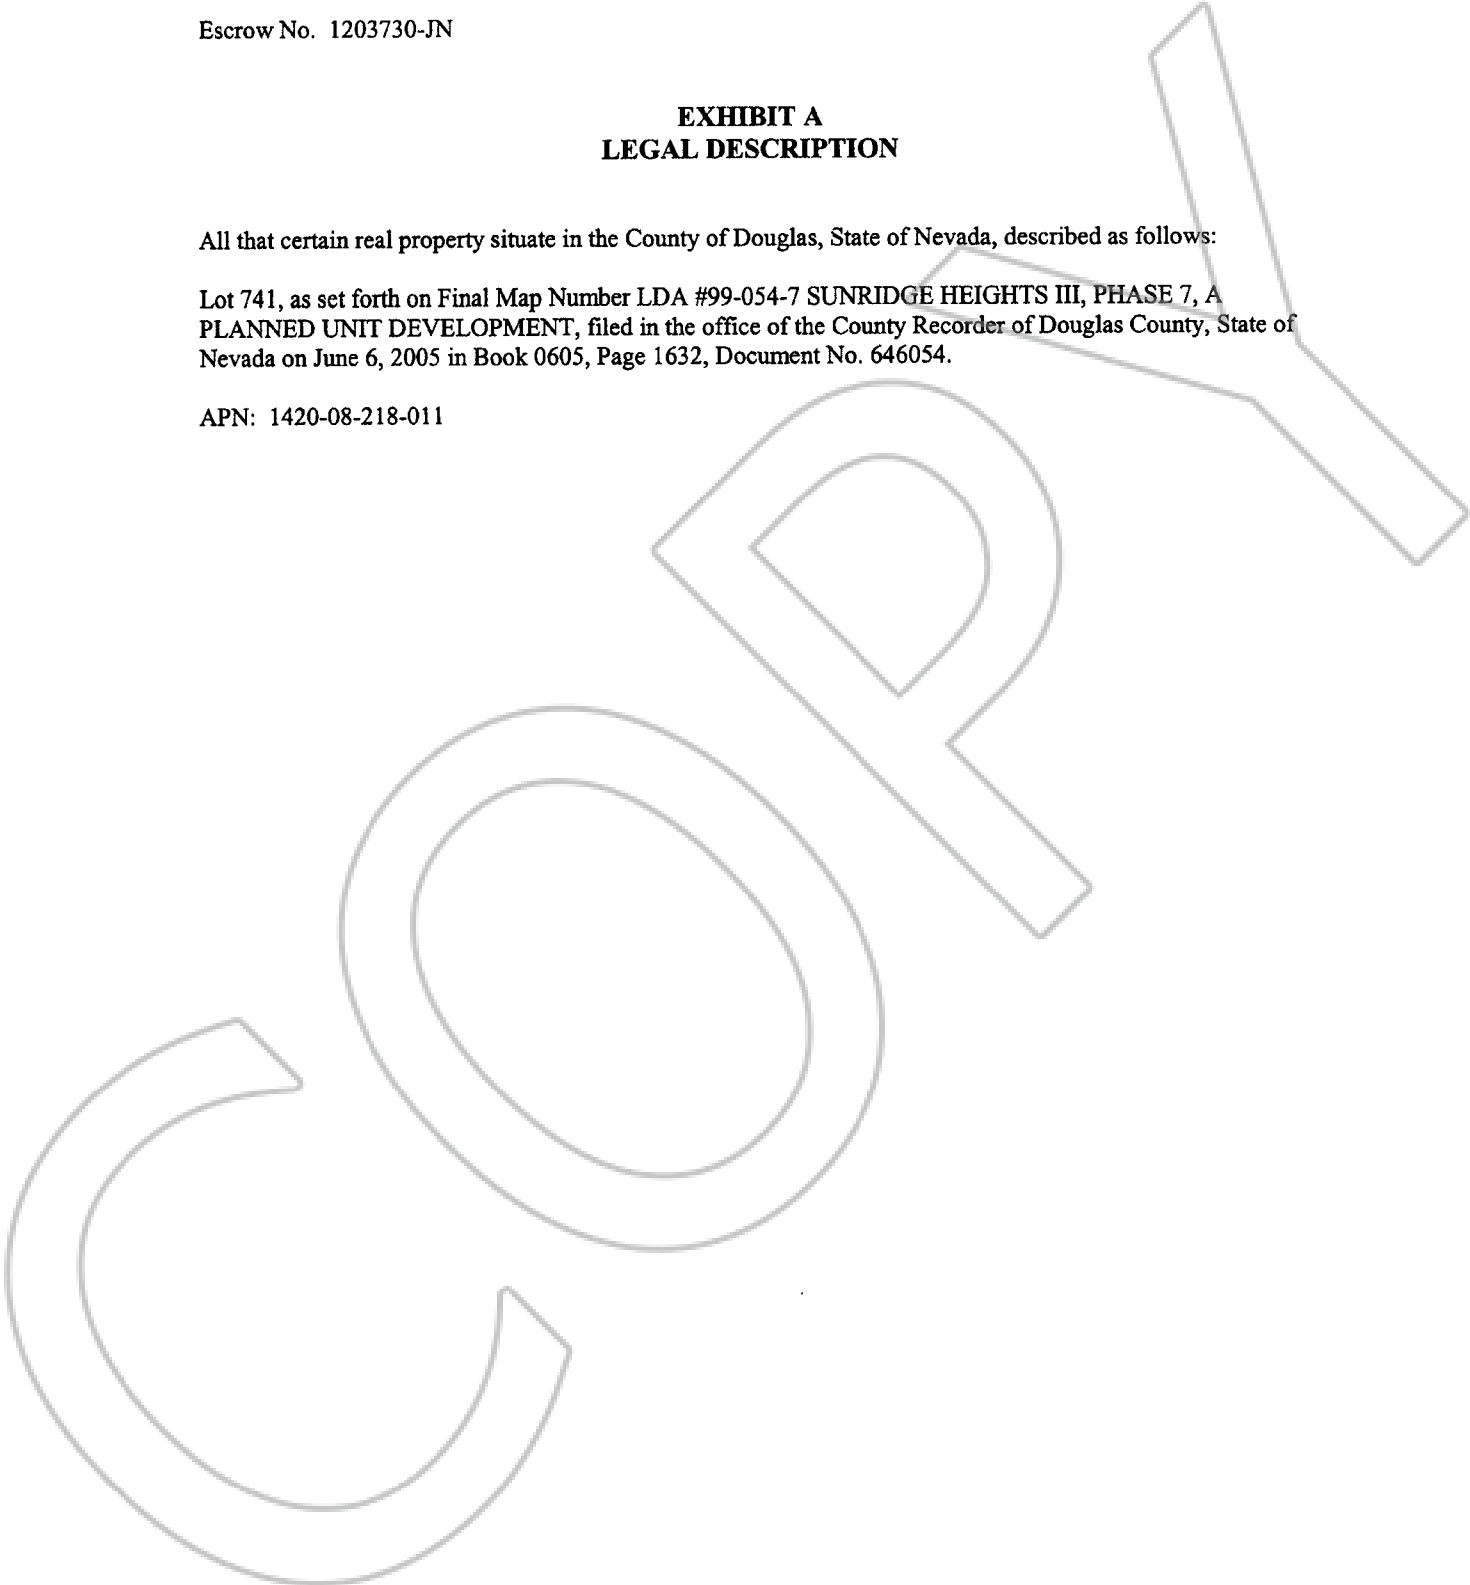 Escrow No. 1203730-JN
EXHIBIT A
LEGAL DESCRIPTION
All that certain real property situate in the County of Douglas, State of Nevada, described as follows:
Lot 741, as set forth on Final Map Number LDA #99-054-7 SUNRIDGE HEIGHTS III, PHASE 7, A
PLANNED UNIT DEVELOPMENT, filed in the office of the County Recorder of Douglas County, State of
Nevada on June 6, 2005 in Book 0605, Page 1632, Document No. 646054.
APN: 1420-08-218-011
COPY